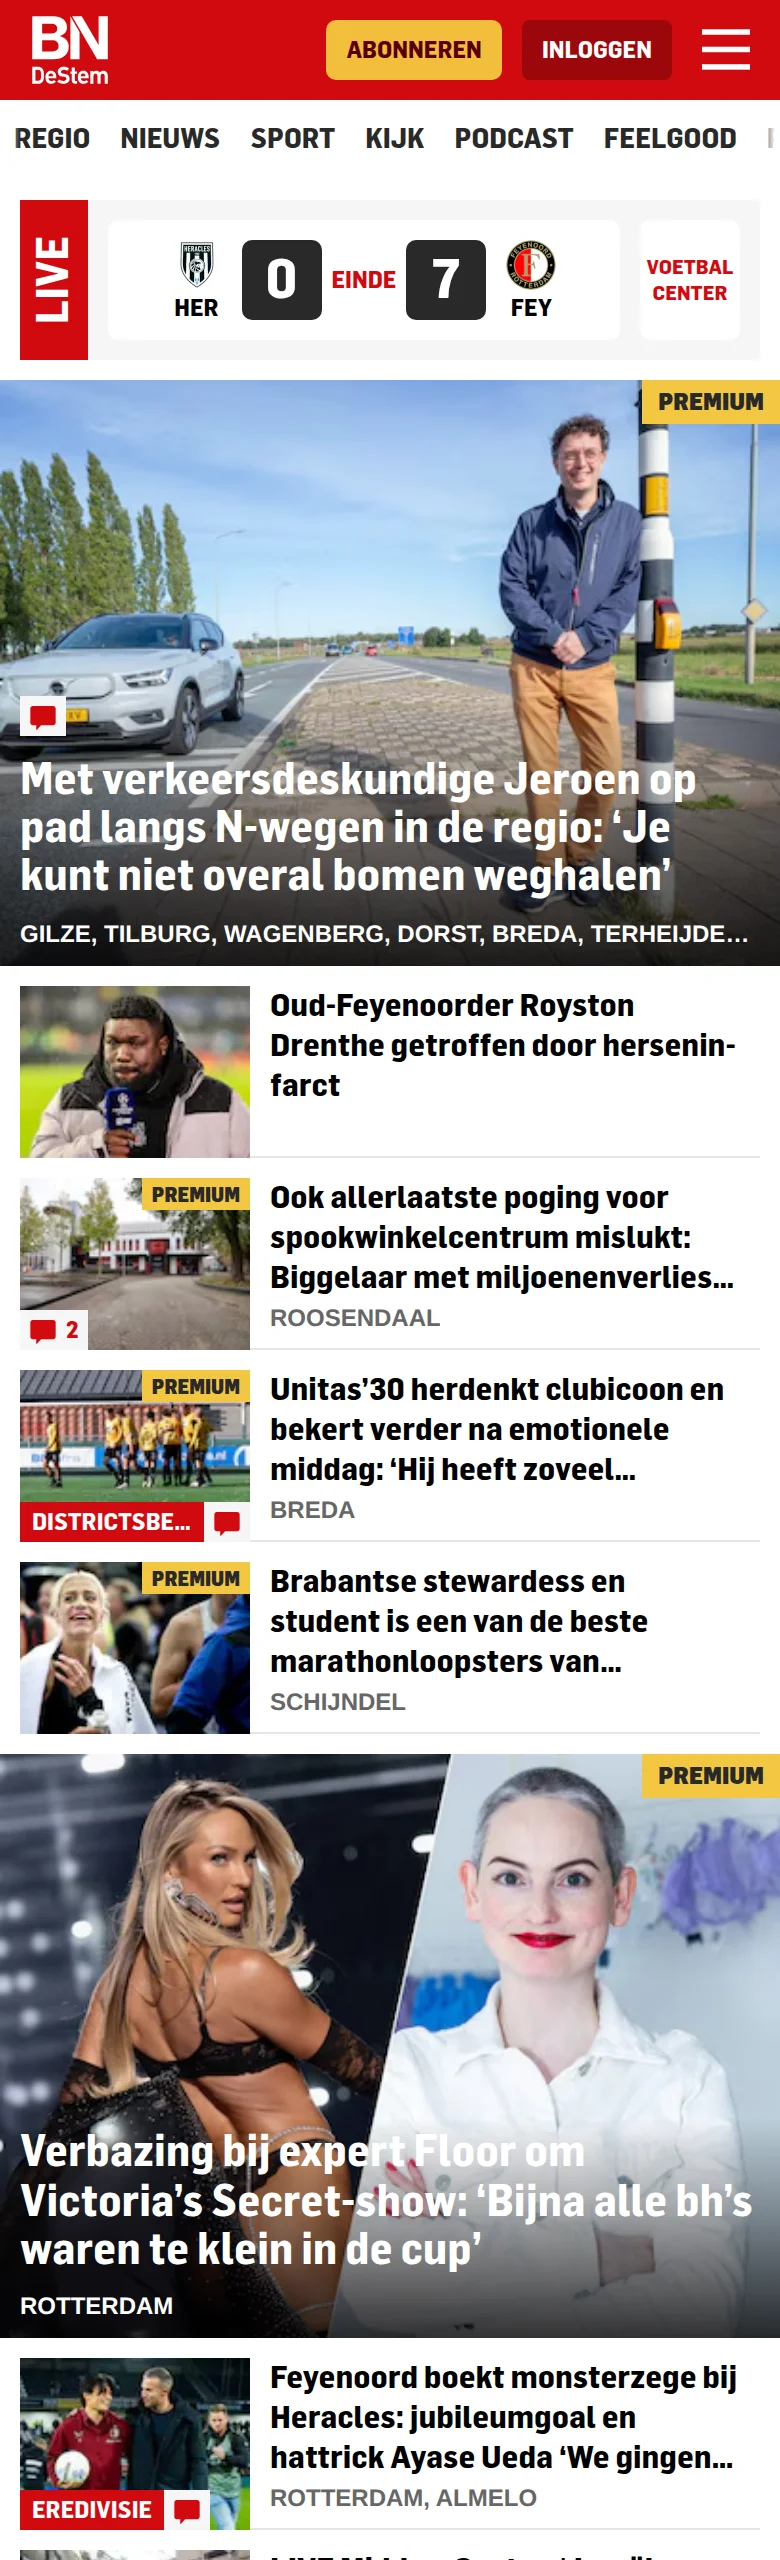 BN
DeStem
ABONNEREN
INLOGGEN
REGIO NIEUWS SPORT KIJK PODCAST FEELGOOD
LIVE
HERACLES
HER
0
EINDE
7
FEYENOORD
ROTTERDAM
FEY
VOETBAL
CENTER
PREMIUM
Met verkeersdeskundige Jeroen op
pad langs N-wegen in de regio: ‘Je
kunt niet overal bomen weghalen’
GILZE, TILBURG, WAGENBERG, DORST, BREDA, TERHEIJDE...
Oud-Feyenoorder Royston
Drenthe getroffen door hersenin-
farct
PREMIUM
2
Ook allerlaatste poging voor
spookwinkelcentrum mislukt:
Biggelaar met miljoenenverlies...
ROOSENDAAL
PREMIUM
DISTRICTSBE...
Unitas’30 herdenkt clubicoon en
bekert verder na emotionele
middag: ‘Hij heeft zoveel...
BREDA
PREMIUM
Brabantse stewardess en
student is een van de beste
marathonloopsters van...
SCHIJNDEL
PREMIUM
Verbazing bij expert Floor om
Victoria’s Secret-show: ‘Bijna alle bh’s
waren te klein in de cup’
ROTTERDAM
EREDIVISIE
Feyenoord boekt monsterzege bij
Heracles: jubileumgoal en
hattrick Ayase Ueda ‘We gingen...
ROTTERDAM, ALMELO